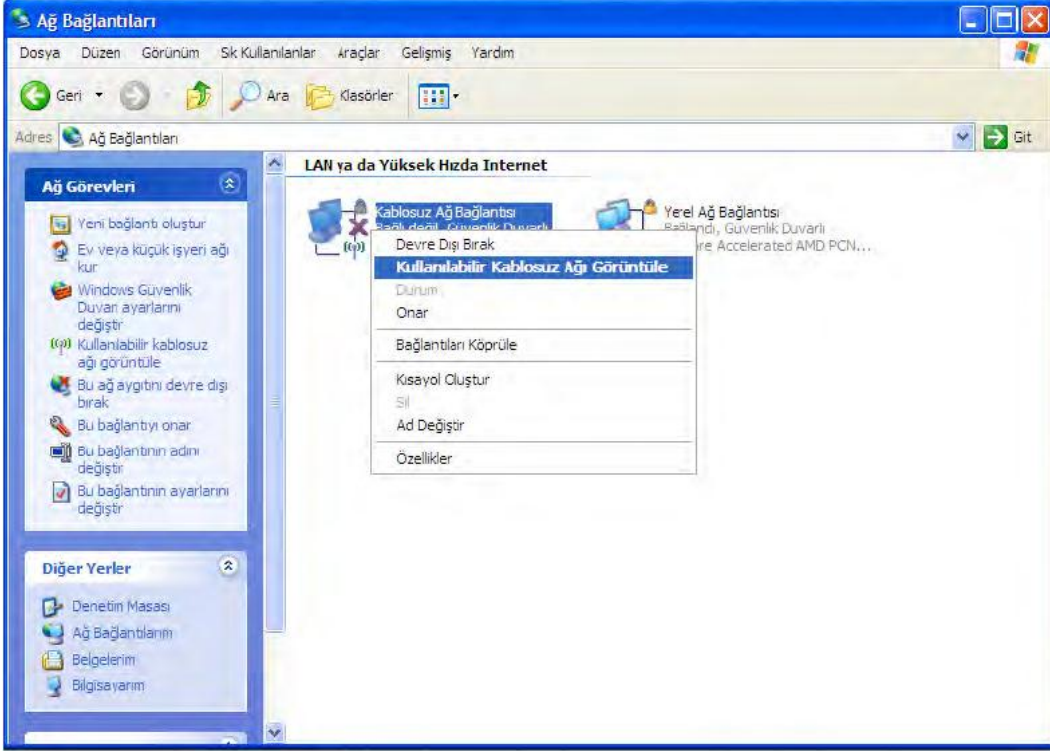 Ağ Bağlantıları
Dosya Düzen Görünüm Sık Kullanılanlar Araçlar Gelişmiş Yardım
Geri Ara Klasörler
Adres Ağ Bağlantıları Git
Ağ Görevleri
Yeni bağlantı oluştur
Ev veya küçük işyeri ağı
kur
Windows Güvenlik
Duvarı ayarlarını
değiştir
Kullanılabilir kablosuz
ağı görüntüle
Bu ağ aygıtını devre dışı
bırak
Bu bağlantıyı onar
Bu bağlantının adını
değiştir
Bu bağlantının ayarlarını
değiştir
Diğer Yerler
Denetim Masası
Ağ Bağlantılarım
Belgelerim
Bilgisayarım
LAN ya da Yüksek Hızda Internet
Kablosuz Ağ Bağlantısı
Bağlı değil, Güvenlik Duvarlı
Yerel Ağ Bağlantısı
Bağlandı, Güvenlik Duvarlı
Accelerated AMD PCN...
Devre Dışı Bırak
Kullanılabilir Kablosuz Ağı Görüntüle
Durum
Onar
Bağlantıları Köprüle
Kısayol Oluştur
Sil
Ad Değiştir
Özellikler